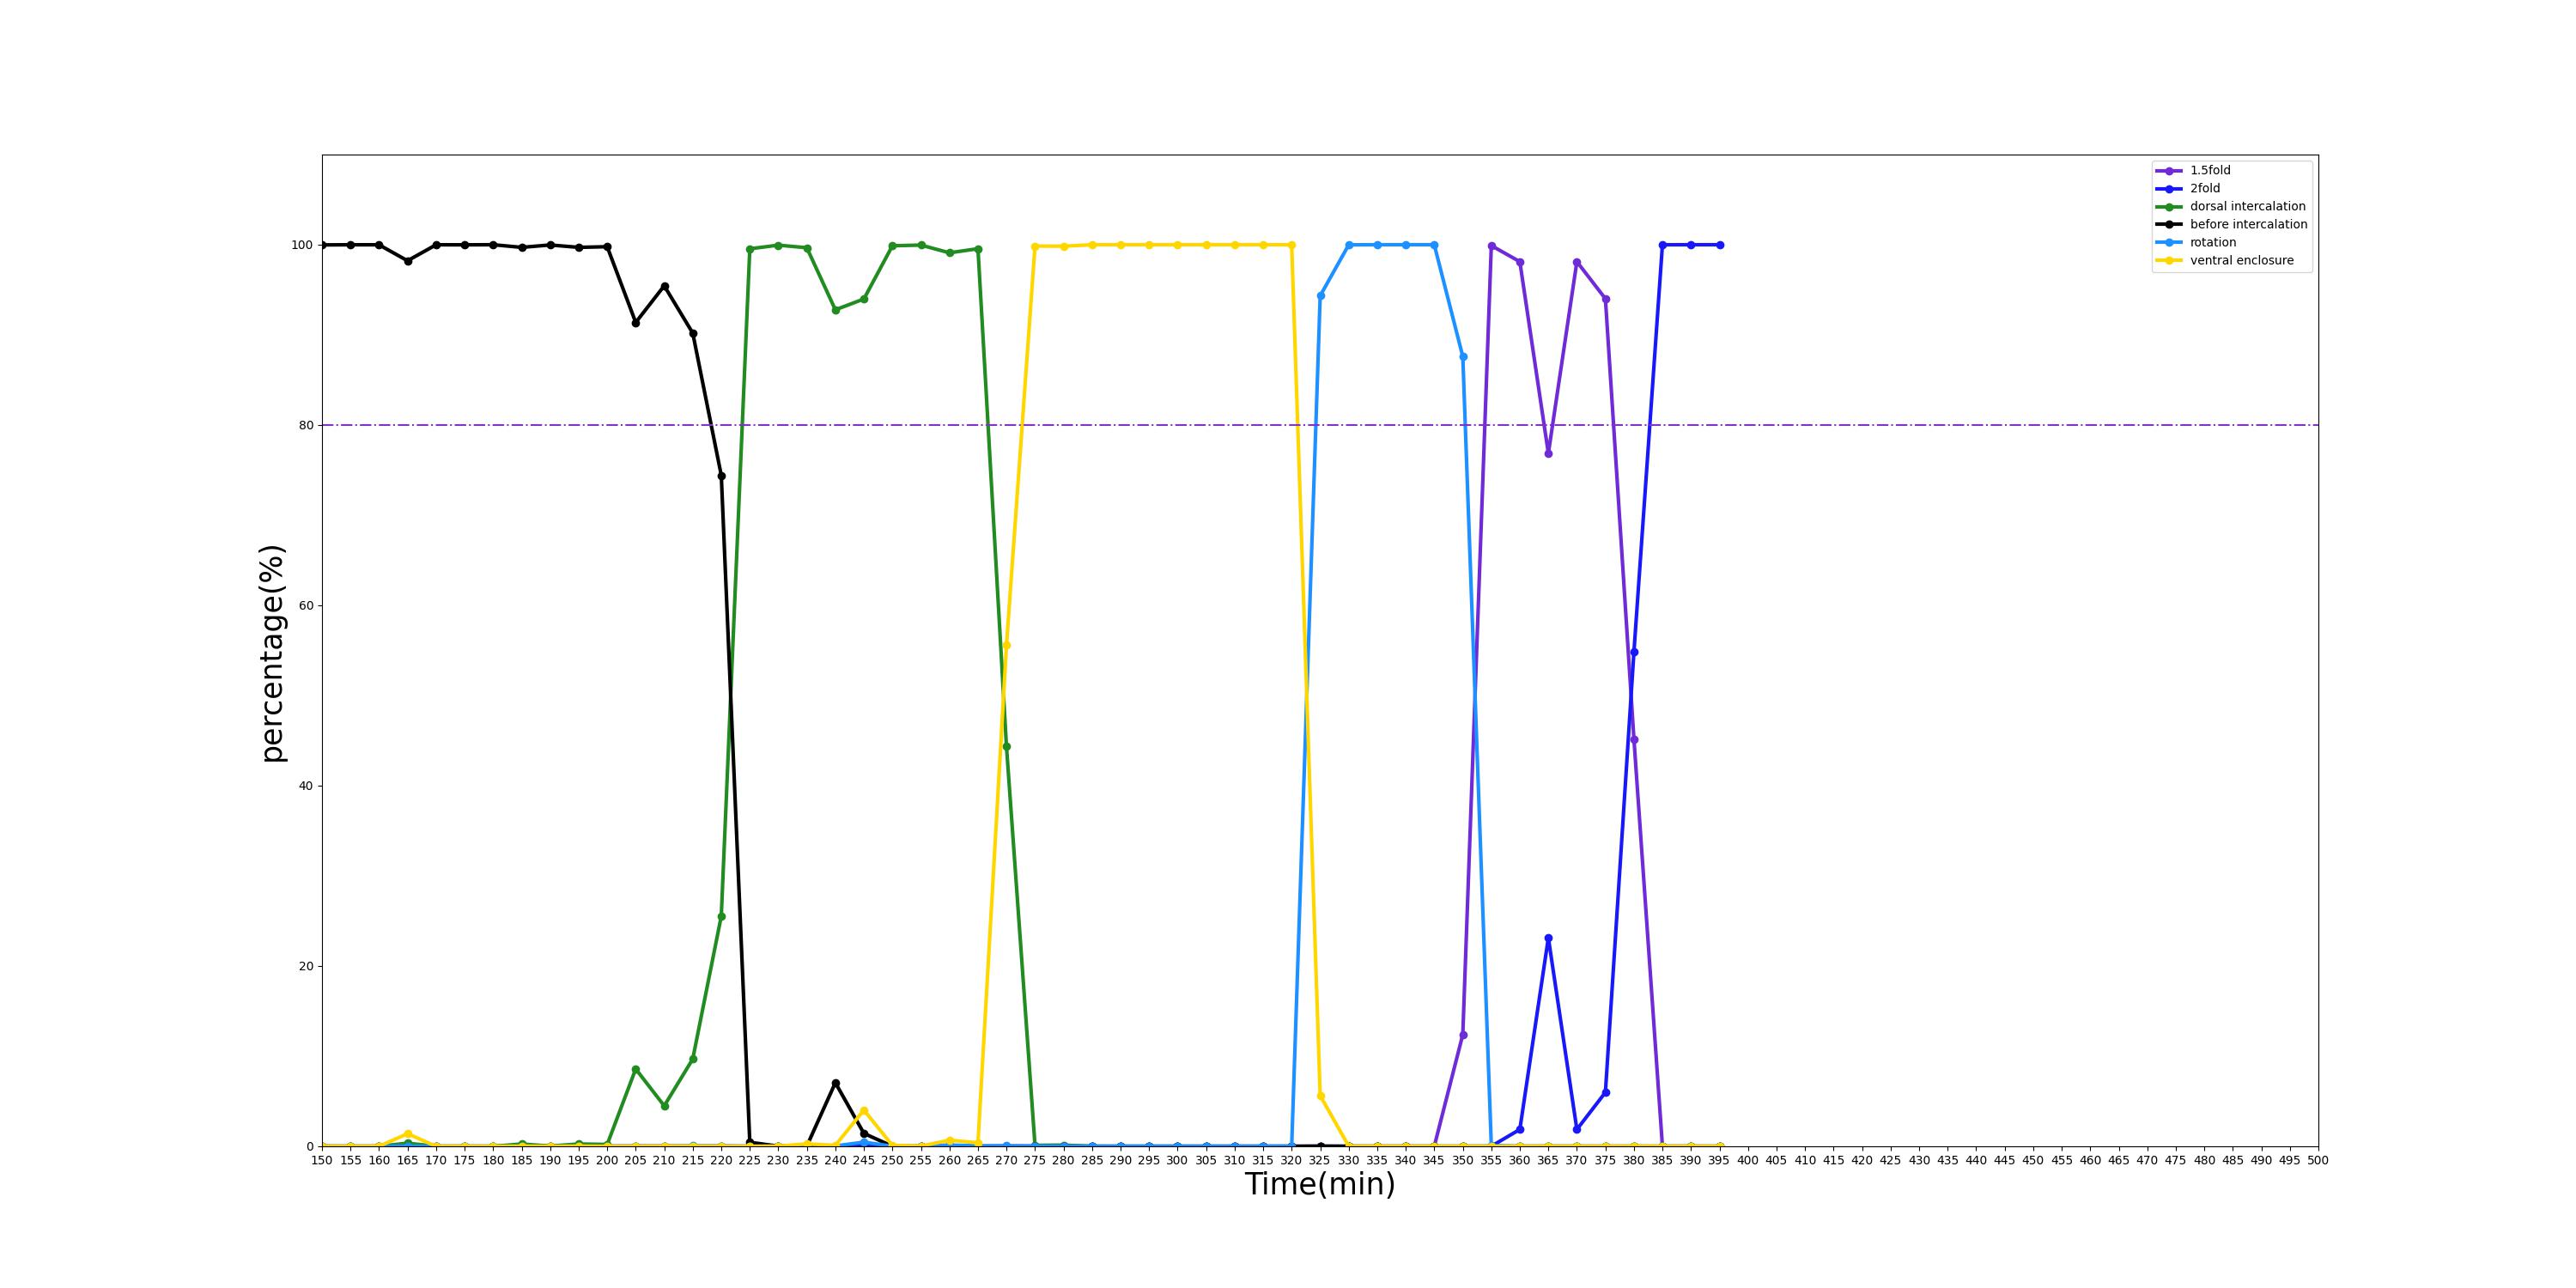 1.5fold
2fold
dorsal intercalation
before intercalation
rotation
ventral enclosure
100
80
60
40
20
0
percentage(%)
150 155 160 165 170 175 180 185 190 195 200 205 210 215 220 225 230 235 240 245 250 255 260 265 270 275 280 285 290 295 300 305 310 315 320 325 330 335 340 345 350 355 360 365 370 375 380 385 390 395 400 405 410 415 420 425 430 435 440 445 450 455 460 465 470 475 480 485 490 495 500
Time(min)